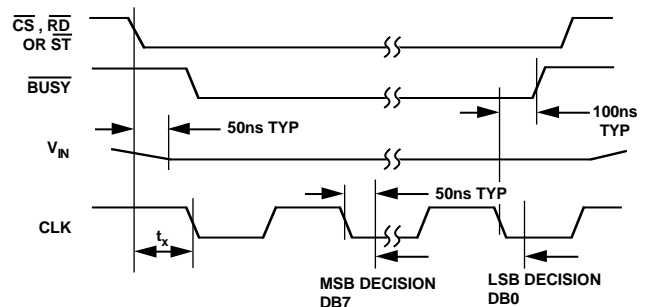 CS , RD
OR ST
BUSY
100ns
TYP
50ns TYP
VIN
50ns TYP
CLK
tx
MSB DECISION
DB7
LSB DECISION
DB0